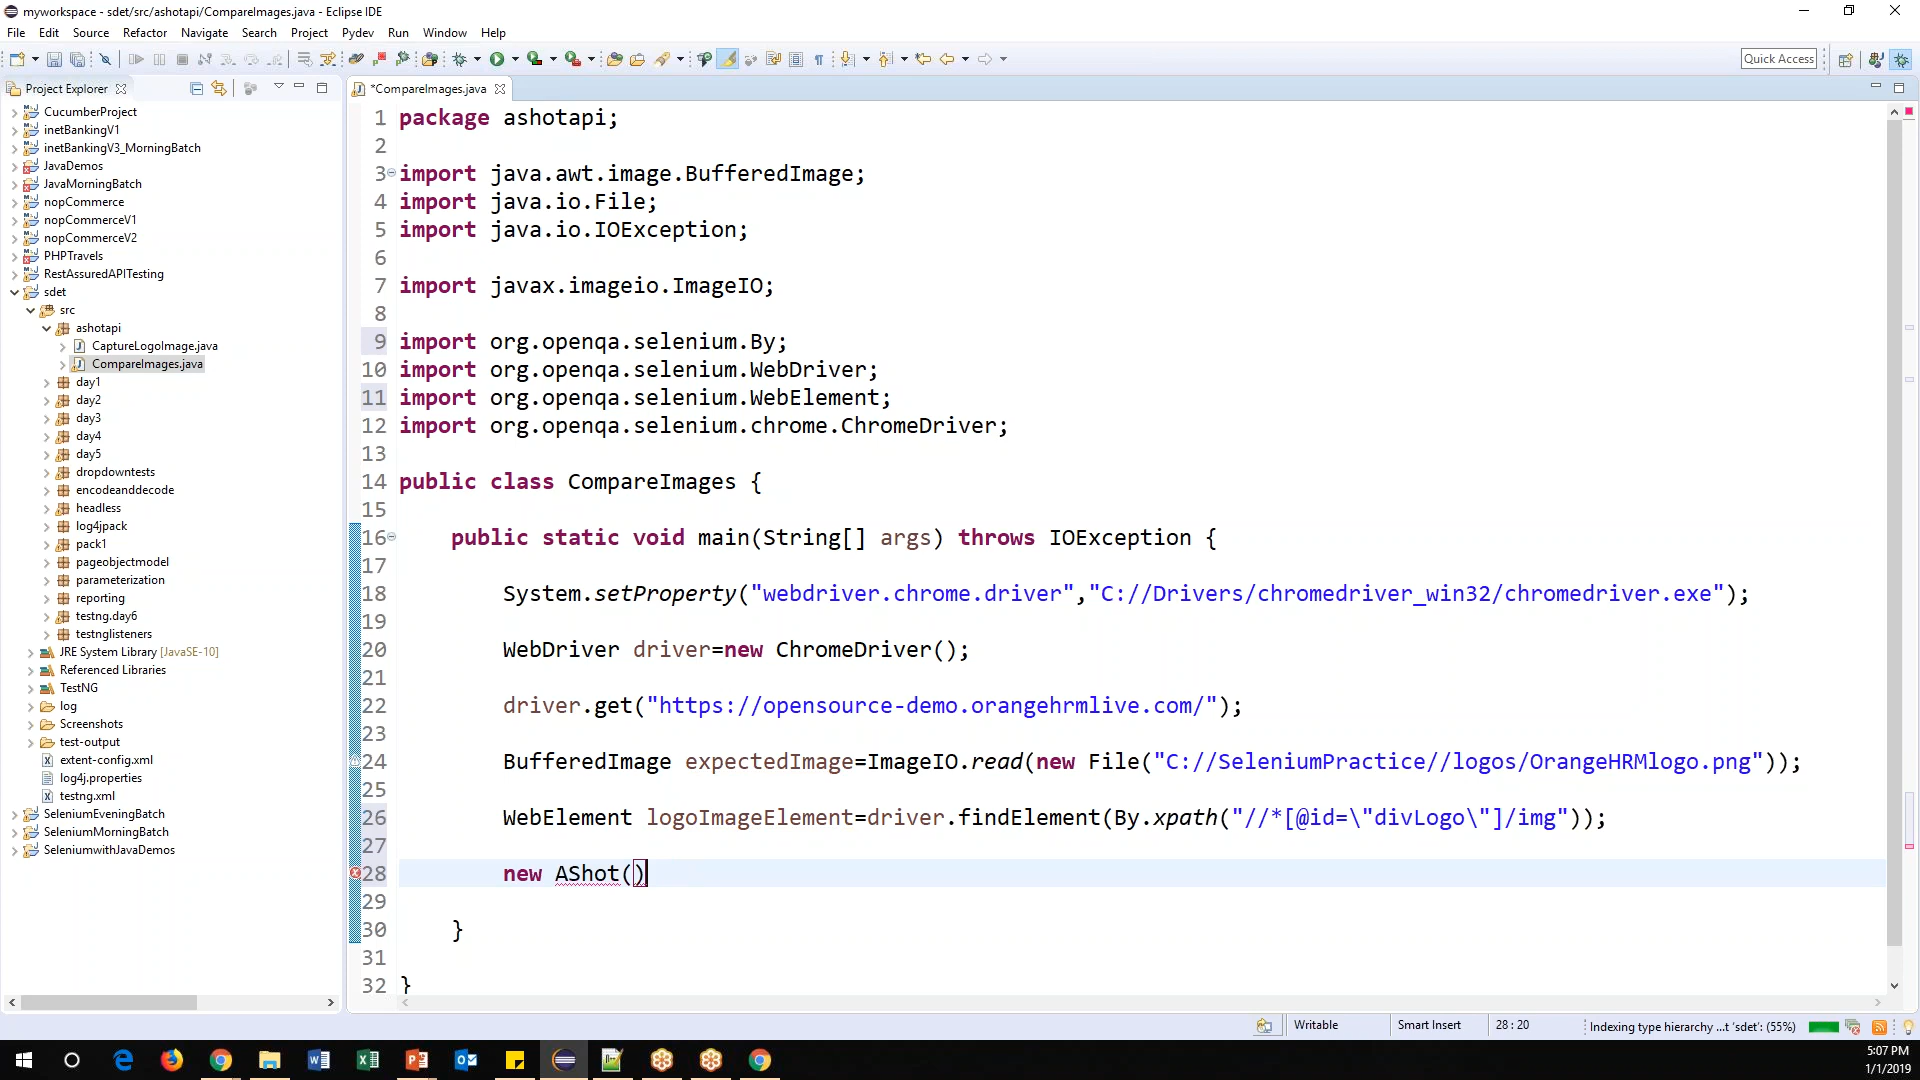 myworkspace - sdet/src/ashotapi/CompareImages.java - Eclipse IDE
File Edit Source Refactor Navigate Search Project Pydev Run Window Help
Quick Access
Project Explorer
*CompareImages.java
CucumberProject
inetBankingV1
inetBankingV3_MorningBatch
JavaDemos
JavaMorningBatch
nopCommerce
nopCommerceV1
nopCommerceV2
PHPTravels
RestAssuredAPITesting
sdet
src
ashotapi
CaptureLogoImage.java
CompareImages.java
day1
day2
day3
day4
day5
dropdowntests
encodeanddecode
headless
log4jpack
pack1
pageobjectmodel
parameterization
reporting
testng.day6
testnglisteners
JRE System Library [JavaSE-10]
Referenced Libraries
TestNG
log
Screenshots
test-output
extent-config.xml
log4j.properties
testng.xml
SeleniumEveningBatch
SeleniumMorningBatch
SeleniumwithJavaDemos
1 package ashotapi;
2
3 import java.awt.image.BufferedImage;
4 import java.io.File;
5 import java.io.IOException;
6
7 import javax.imageio.ImageIO;
8
9 import org.openqa.selenium.By;
10 import org.openqa.selenium.WebDriver;
11 import org.openqa.selenium.WebElement;
12 import org.openqa.selenium.chrome.ChromeDriver;
13
14 public class CompareImages {
15
16 public static void main(String[] args) throws IOException {
17
18 System.setProperty("webdriver.chrome.driver","C://Drivers/chromedriver_win32/chromedriver.exe");
19
20 WebDriver driver=new ChromeDriver();
21
22 driver.get("https://opensource-demo.orangehrmlive.com/");
23
24 BufferedImage expectedImage=ImageIO.read(new File("C://SeleniumPractice//logos/OrangeHRMlogo.png"));
25
26 WebElement logoImageElement=driver.findElement(By.xpath("//*[@id=\"divLogo\"]/img"));
27
28 new AShot()
29
30 }
31
32 }
Writable Smart Insert 28 : 20 Indexing type hierarchy ...t 'sdet': (55%)
5:07 PM
1/1/2019